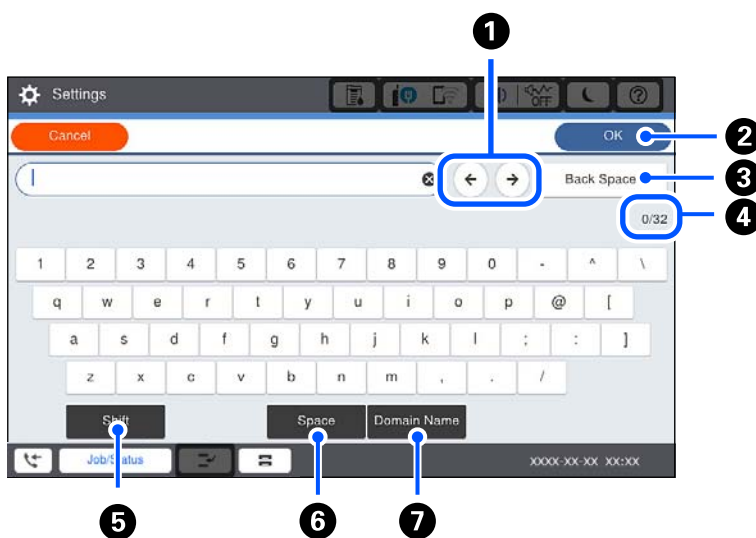 1
Settings
OFF
?
Cancel
OK
2
Back Space
3
0/32
4
1 2 3 4 5 6 7 8 9 0 - ^ \
q w e r t y u i o p @ [
a s d f g h j k l ; : ]
z x c v b n m , . /
Shift Space Domain Name
Job/Status
XXXX-XX-XX XX:XX
5 6 7